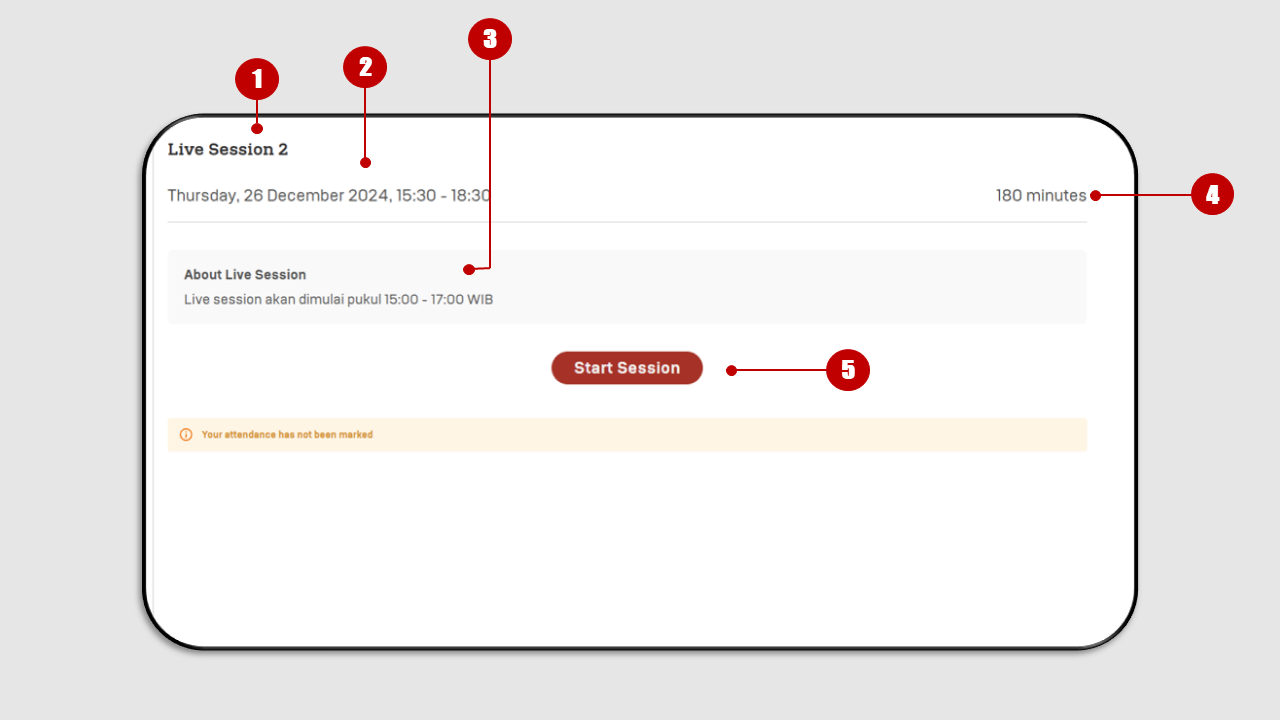 3
2
1
Live Session 2
Thursday, 26 December 2024, 15:30 - 18:30
180 minutes
4
About Live Session
Live session akan dimulai pukul 15:00 - 17:00 WIB
Start Session
5
Your attendance has not been marked